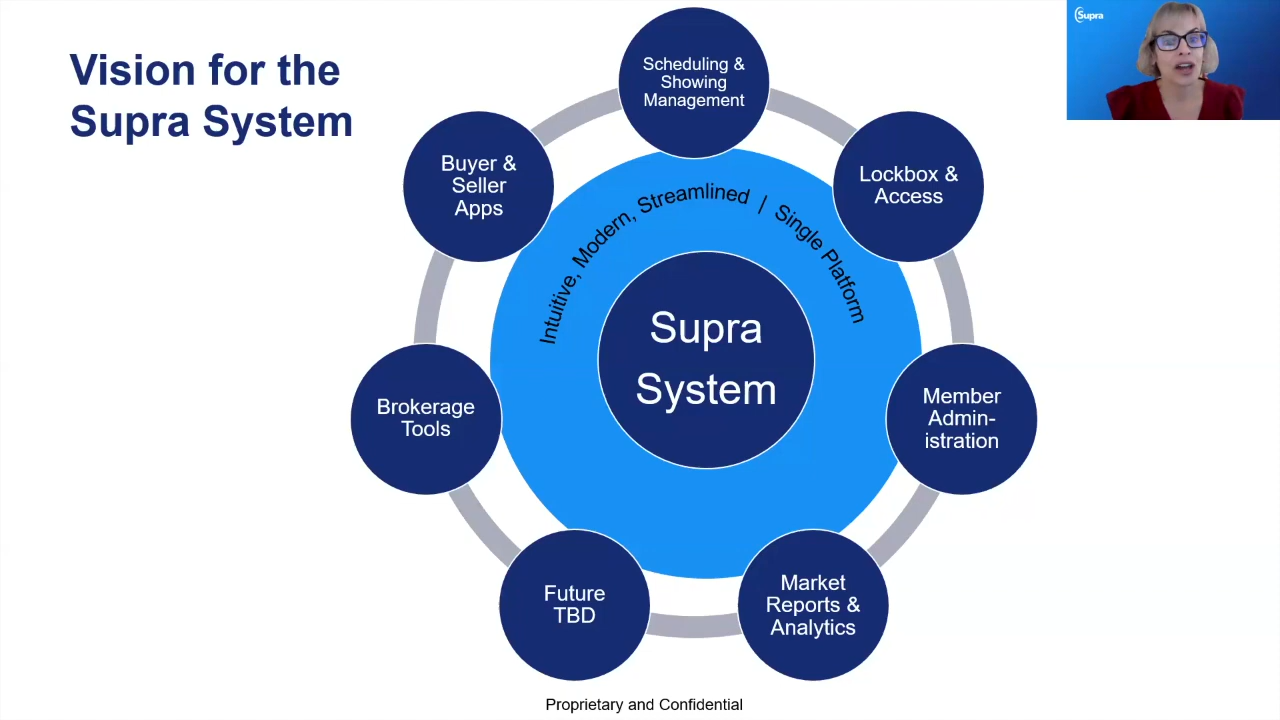 Vision for the
Supra System
Supra
Scheduling &
Showing
Management
Buyer &
Seller
Apps
Lockbox &
Access
Intuitive, Modern, Streamlined | Single Platform
Supra
System
Brokerage
Tools
Member
Admin-
istration
Future
TBD
Market
Reports &
Analytics
Proprietary and Confidential